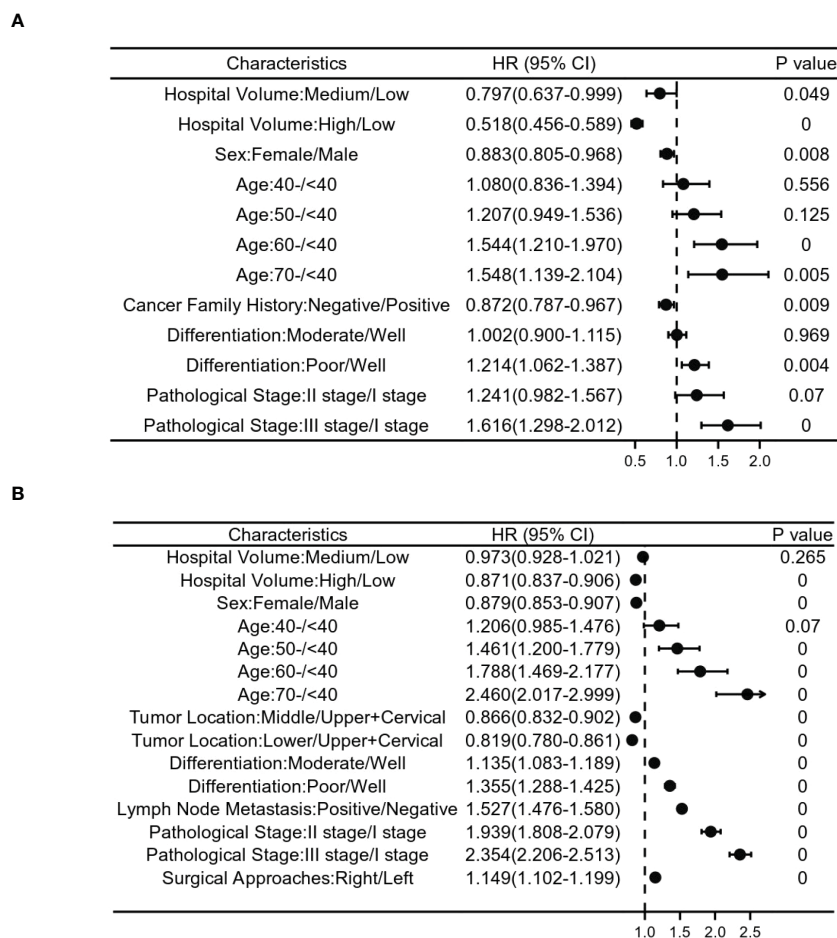 A
Characteristics HR (95% CI) P value
Hospital Volume:Medium/Low 0.797(0.637-0.999) 0.049
Hospital Volume:High/Low 0.518(0.456-0.589) 0
Sex:Female/Male 0.883(0.805-0.968) 0.008
Age:40-/<40 1.080(0.836-1.394) 0.556
Age:50-/<40 1.207(0.949-1.536) 0.125
Age:60-/<40 1.544(1.210-1.970) 0
Age:70-/<40 1.548(1.139-2.104) 0.005
Cancer Family History:Negative/Positive 0.872(0.787-0.967) 0.009
Differentiation:Moderate/Well 1.002(0.900-1.115) 0.969
Differentiation:Poor/Well 1.214(1.062-1.387) 0.004
Pathological Stage:II stage/I stage 1.241(0.982-1.567) 0.07
Pathological Stage:III stage/I stage 1.616(1.298-2.012) 0
0.5 1.0 1.5 2.0
B
Characteristics HR (95% CI) P value
Hospital Volume:Medium/Low 0.973(0.928-1.021) 0.265
Hospital Volume:High/Low 0.871(0.837-0.906) 0
Sex:Female/Male 0.879(0.853-0.907) 0
Age:40-/<40 1.206(0.985-1.476) 0.07
Age:50-/<40 1.461(1.200-1.779) 0
Age:60-/<40 1.788(1.469-2.177) 0
Age:70-/<40 2.460(2.017-2.999) 0
Tumor Location:Middle/Upper+Cervical 0.866(0.832-0.902) 0
Tumor Location:Lower/Upper+Cervical 0.819(0.780-0.861) 0
Differentiation:Moderate/Well 1.135(1.083-1.189) 0
Differentiation:Poor/Well 1.355(1.288-1.425) 0
Lymph Node Metastasis:Positive/Negative 1.527(1.476-1.580) 0
Pathological Stage:II stage/I stage 1.939(1.808-2.079) 0
Pathological Stage:III stage/I stage 2.354(2.206-2.513) 0
Surgical Approaches:Right/Left 1.149(1.102-1.199) 0
1.0 1.5 2.0 2.5